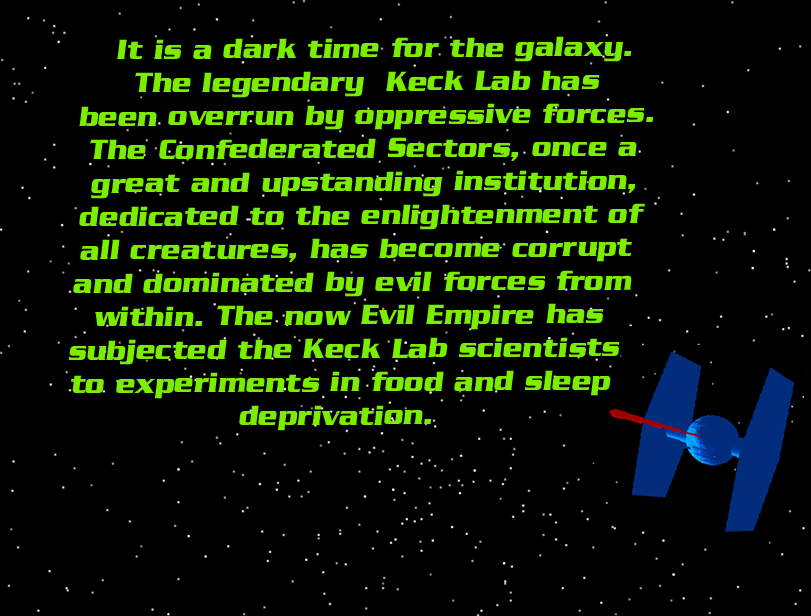 It is a dark time for the galaxy.
The legendary Keck Lab has
been overrun by oppressive forces.
The Confederated Sectors, once a
great and upstanding institution,
dedicated to the enlightenment of
all creatures, has become corrupt
and dominated by evil forces from
within. The now Evil Empire has
subjected the Keck Lab scientists
to experiments in food and sleep
deprivation.